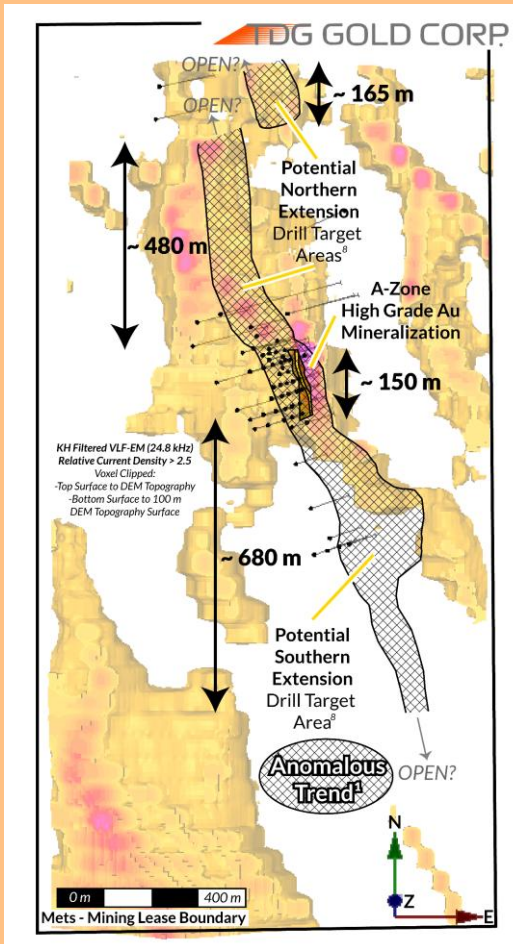 TDG GOLD CORP.
OPEN?
OPEN?
~ 165 m
Potential
Northern
Extension
Drill Target
Areas⁸
~ 480 m
A-Zone
High Grade Au
Mineralization
~ 150 m
KH Filtered VLF-EM (24.8 kHz)
Relative Current Density > 2.5
Voxel Clipped:
-Top Surface to DEM Topography
-Bottom Surface to 100 m
DEM Topography Surface
~ 680 m
Potential
Southern
Extension
Drill Target
Area⁸
Anomalous
Trend¹
OPEN?
N
Z
E
0 m
400 m
Mets - Mining Lease Boundary